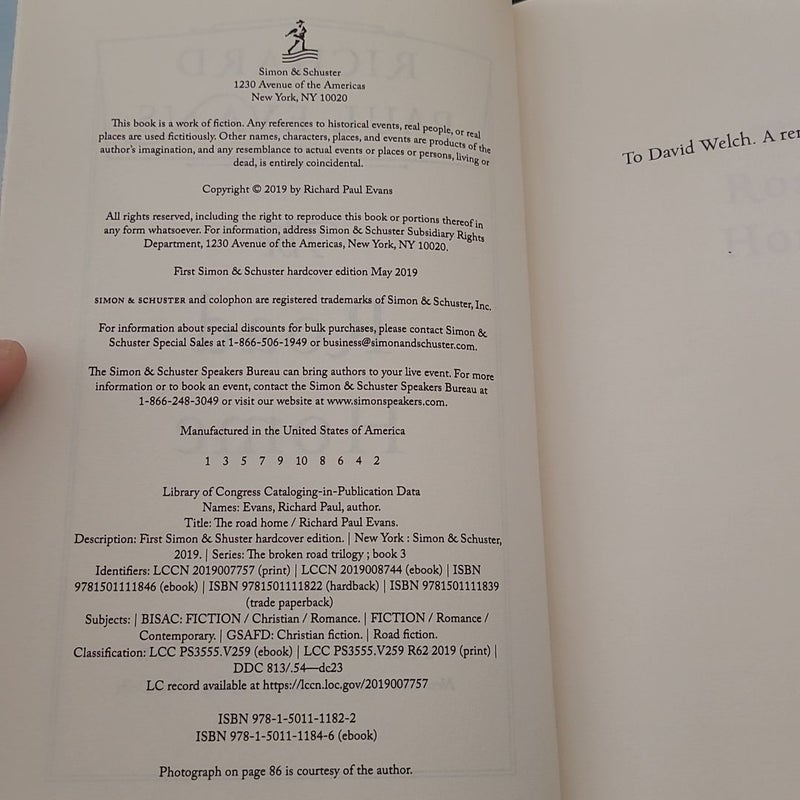 Simon & Schuster
1230 Avenue of the Americas
New York, NY 10020
This book is a work of fiction. Any references to historical events, real people, or real
places are used fictitiously. Other names, characters, places, and events are products of the
author's imagination, and any resemblance to actual events or places or persons, living or
dead, is entirely coincidental.
Copyright © 2019 by Richard Paul Evans
All rights reserved, including the right to reproduce this book or portions thereof in
any form whatsoever. For information, address Simon & Schuster Subsidiary Rights
Department, 1230 Avenue of the Americas, New York, NY 10020.
First Simon & Schuster hardcover edition May 2019
SIMON & SCHUSTER and colophon are registered trademarks of Simon & Schuster, Inc.
For information about special discounts for bulk purchases, please contact Simon &
Schuster Special Sales at 1-866-506-1949 or business@simonandschuster.com.
The Simon & Schuster Speakers Bureau can bring authors to your live event. For more
information or to book an event, contact the Simon & Schuster Speakers Bureau at
1-866-248-3049 or visit our website at www.simonspeakers.com.
Manufactured in the United States of America
1 3 5 7 9 10 8 6 4 2
Library of Congress Cataloging-in-Publication Data
Names: Evans, Richard Paul, author.
Title: The road home / Richard Paul Evans.
Description: First Simon & Shuster hardcover edition. | New York : Simon & Schuster,
2019. | Series: The broken road trilogy ; book 3
Identifiers: LCCN 2019007757 (print) | LCCN 2019008744 (ebook) | ISBN
9781501111846 (ebook) | ISBN 9781501111822 (hardback) | ISBN 9781501111839
(trade paperback)
Subjects: | BISAC: FICTION / Christian / Romance. | FICTION / Romance /
Contemporary. | GSAFD: Christian fiction. | Road fiction.
Classification: LCC PS3555.V259 (ebook) | LCC PS3555.V259 R62 2019 (print) |
DDC 813/.54—dc23
LC record available at https://lccn.loc.gov/2019007757
ISBN 978-1-5011-1182-2
ISBN 978-1-5011-1184-6 (ebook)
Photograph on page 86 is courtesy of the author.
To David Welch. A